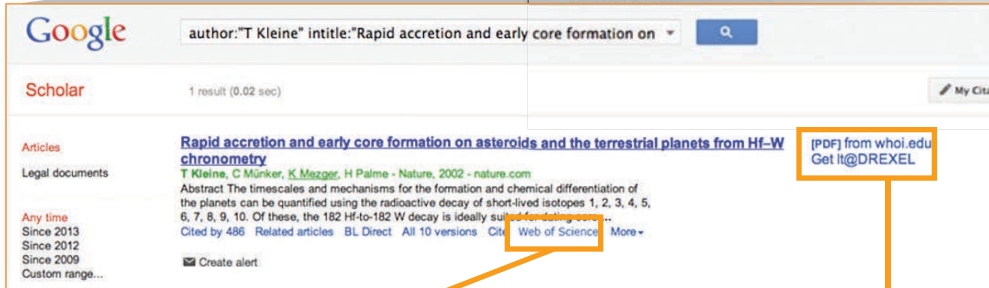 Google
author:"T Kleine" intitle:"Rapid accretion and early core formation on
Scholar
1 result (0.02 sec)
My Cita
Articles
Legal documents
Any time
Since 2013
Since 2012
Since 2009
Custom range...
Rapid accretion and early core formation on asteroids and the terrestrial planets from Hf–W
chronometry
T Kleine, C Münker, K Mezger, H Palme - Nature, 2002 - nature.com
Abstract The timescales and mechanisms for the formation and chemical differentiation of
the planets can be quantified using the radioactive decay of short-lived isotopes 1, 2, 3, 4, 5,
6, 7, 8, 9, 10. Of these, the 182 Hf-to-182 W decay is ideally suited for dating core ...
Cited by 486 Related articles BL Direct All 10 versions Cite Web of Science More
Create alert
[PDF] from whoi.edu
Get It@DREXEL